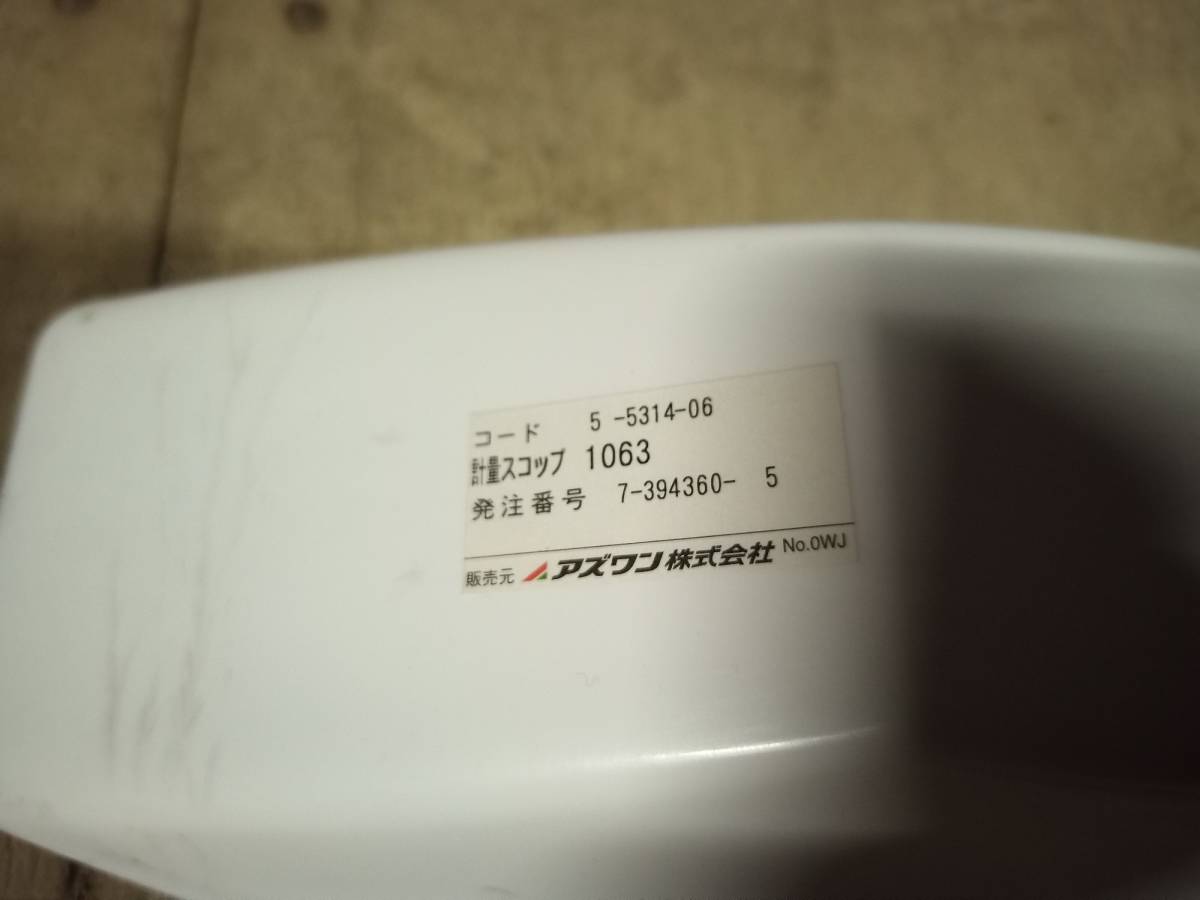 コード 5 -5314-06
計量スコップ 1063
発注番号 7-394360- 5
販売元 アズワン株式会社 No.0WJ